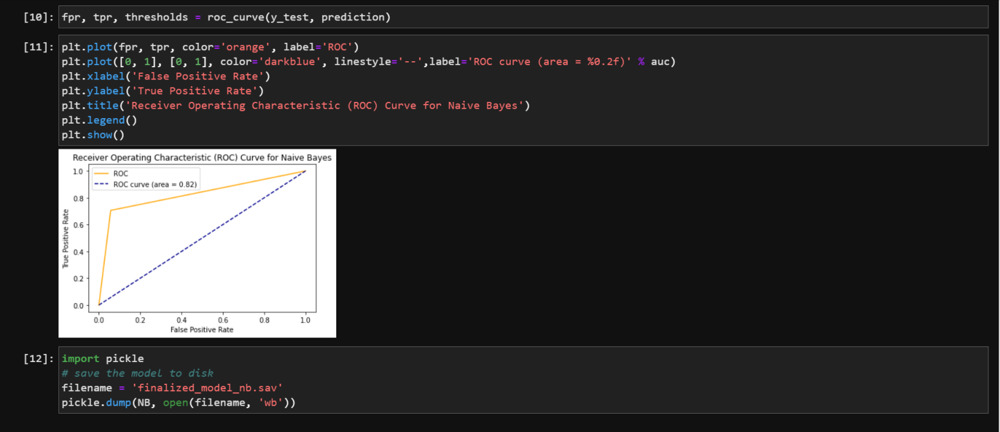 [10]: fpr, tpr, thresholds = roc_curve(y_test, prediction)
[11]: plt.plot(fpr, tpr, color='orange', label='ROC')
plt.plot([0, 1], [0, 1], color='darkblue', linestyle='--',label='ROC curve (area = %0.2f)' % auc)
plt.xlabel('False Positive Rate')
plt.ylabel('True Positive Rate')
plt.title('Receiver Operating Characteristic (ROC) Curve for Naive Bayes')
plt.legend()
plt.show()
Receiver Operating Characteristic (ROC) Curve for Naive Bayes
ROC
ROC curve (area = 0.82)
True Positive Rate
1.0
0.8
0.6
0.4
0.2
0.0
0.0 0.2 0.4 0.6 0.8 1.0
False Positive Rate
[12]: import pickle
# save the model to disk
filename = 'finalized_model_nb.sav'
pickle.dump(NB, open(filename, 'wb'))